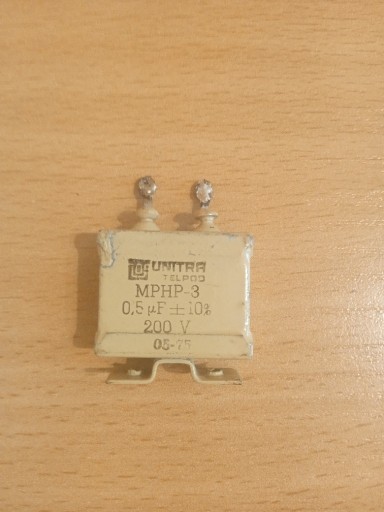 UNITRA
TELPOD
MPHP-3
0,5 µF ± 10%
200 V
05-75